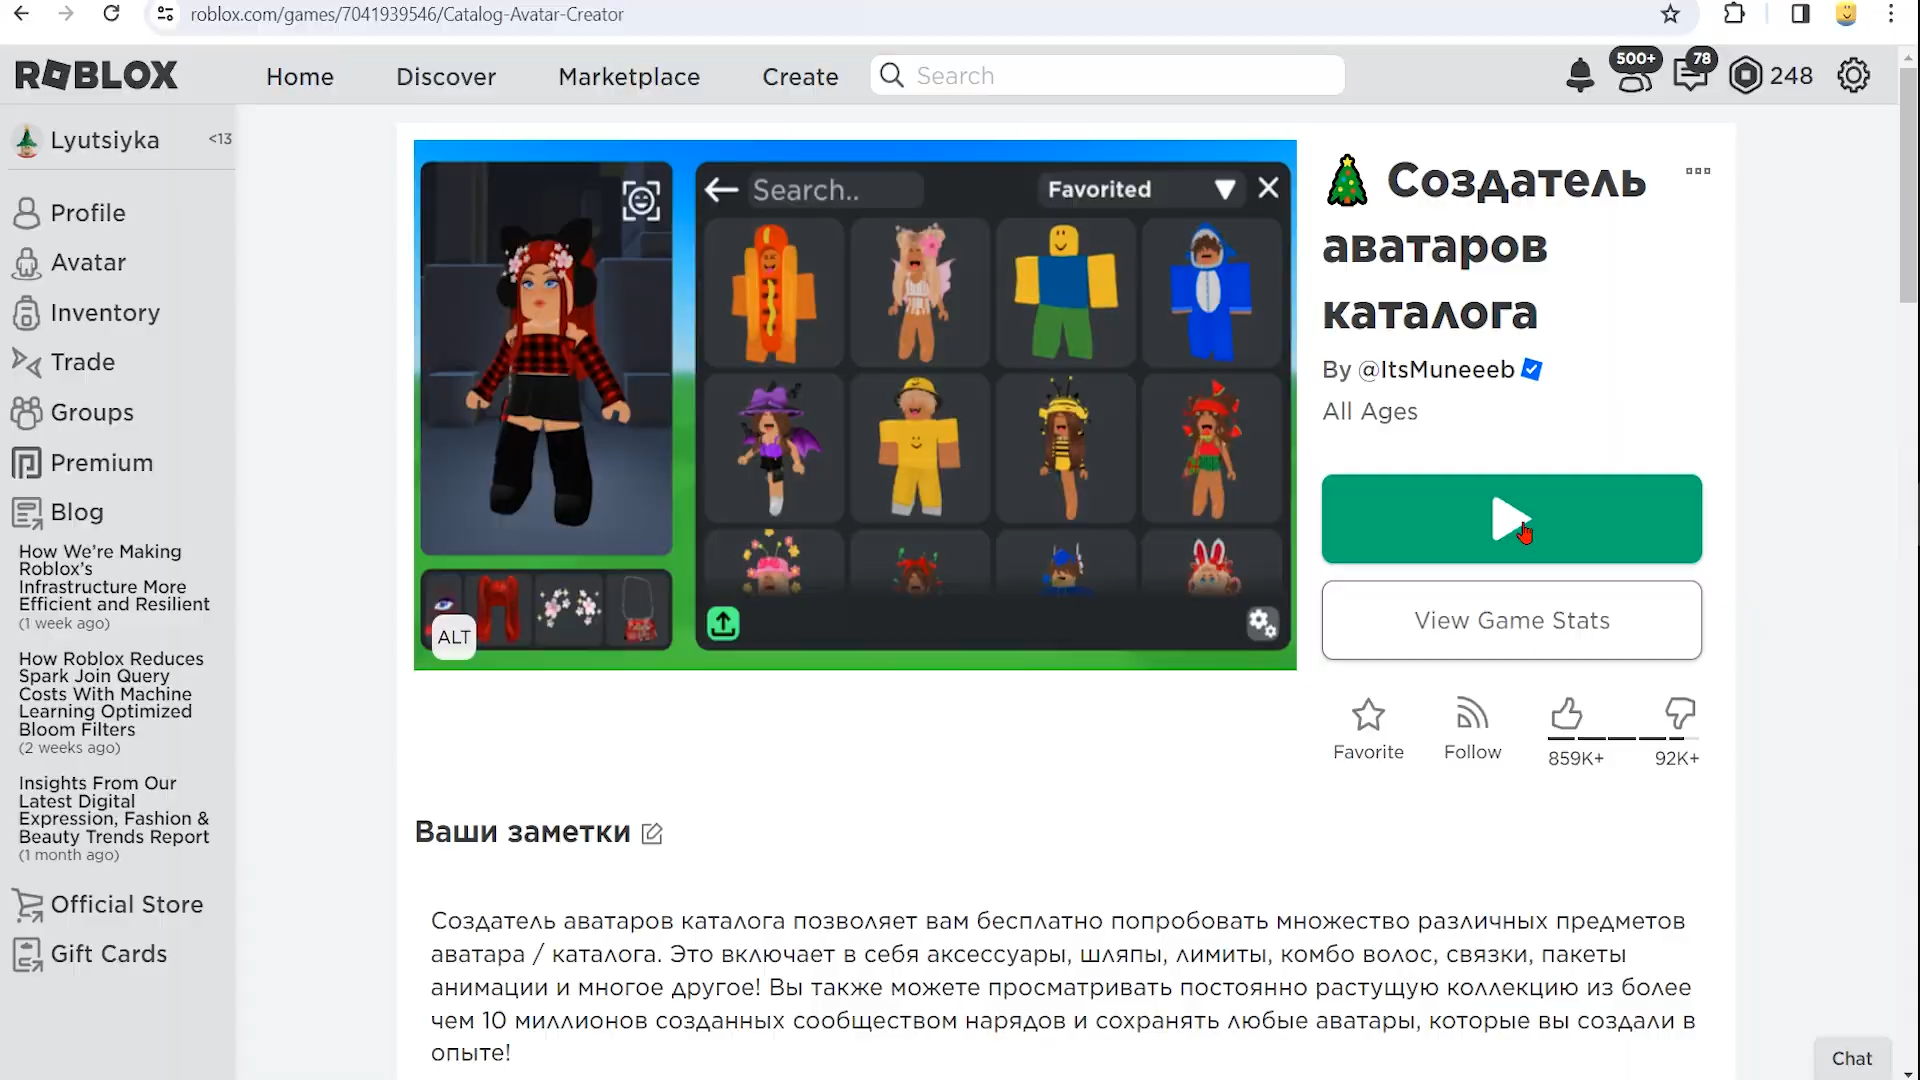 roblox.com/games/7041939546/Catalog-Avatar-Creator
ROBLOX
Home
Discover
Marketplace
Create
Search
500+
78
248
Lyutsiyka
<13
Profile
Avatar
Inventory
Trade
Groups
Premium
Blog
How We're Making
Roblox's
Infrastructure More
Efficient and Resilient
(1 week ago)
How Roblox Reduces
Spark Join Query
Costs With Machine
Learning Optimized
Bloom Filters
(2 weeks ago)
Insights From Our
Latest Digital
Expression, Fashion &
Beauty Trends Report
(1 month ago)
Official Store
Gift Cards
Search..
Favorited
ALT
Создатель
аватаров
каталога
By @ItsMuneeeb
All Ages
View Game Stats
Favorite
Follow
859K+
92K+
Ваши заметки
Создатель аватаров каталога позволяет вам бесплатно попробовать множество различных предметов
аватара / каталога. Это включает в себя аксессуары, шляпы, лимиты, комбо волос, связки, пакеты
анимации и многое другое! Вы также можете просматривать постоянно растущую коллекцию из более
чем 10 миллионов созданных сообществом нарядов и сохранять любые аватары, которые вы создали в
опыте!
Chat